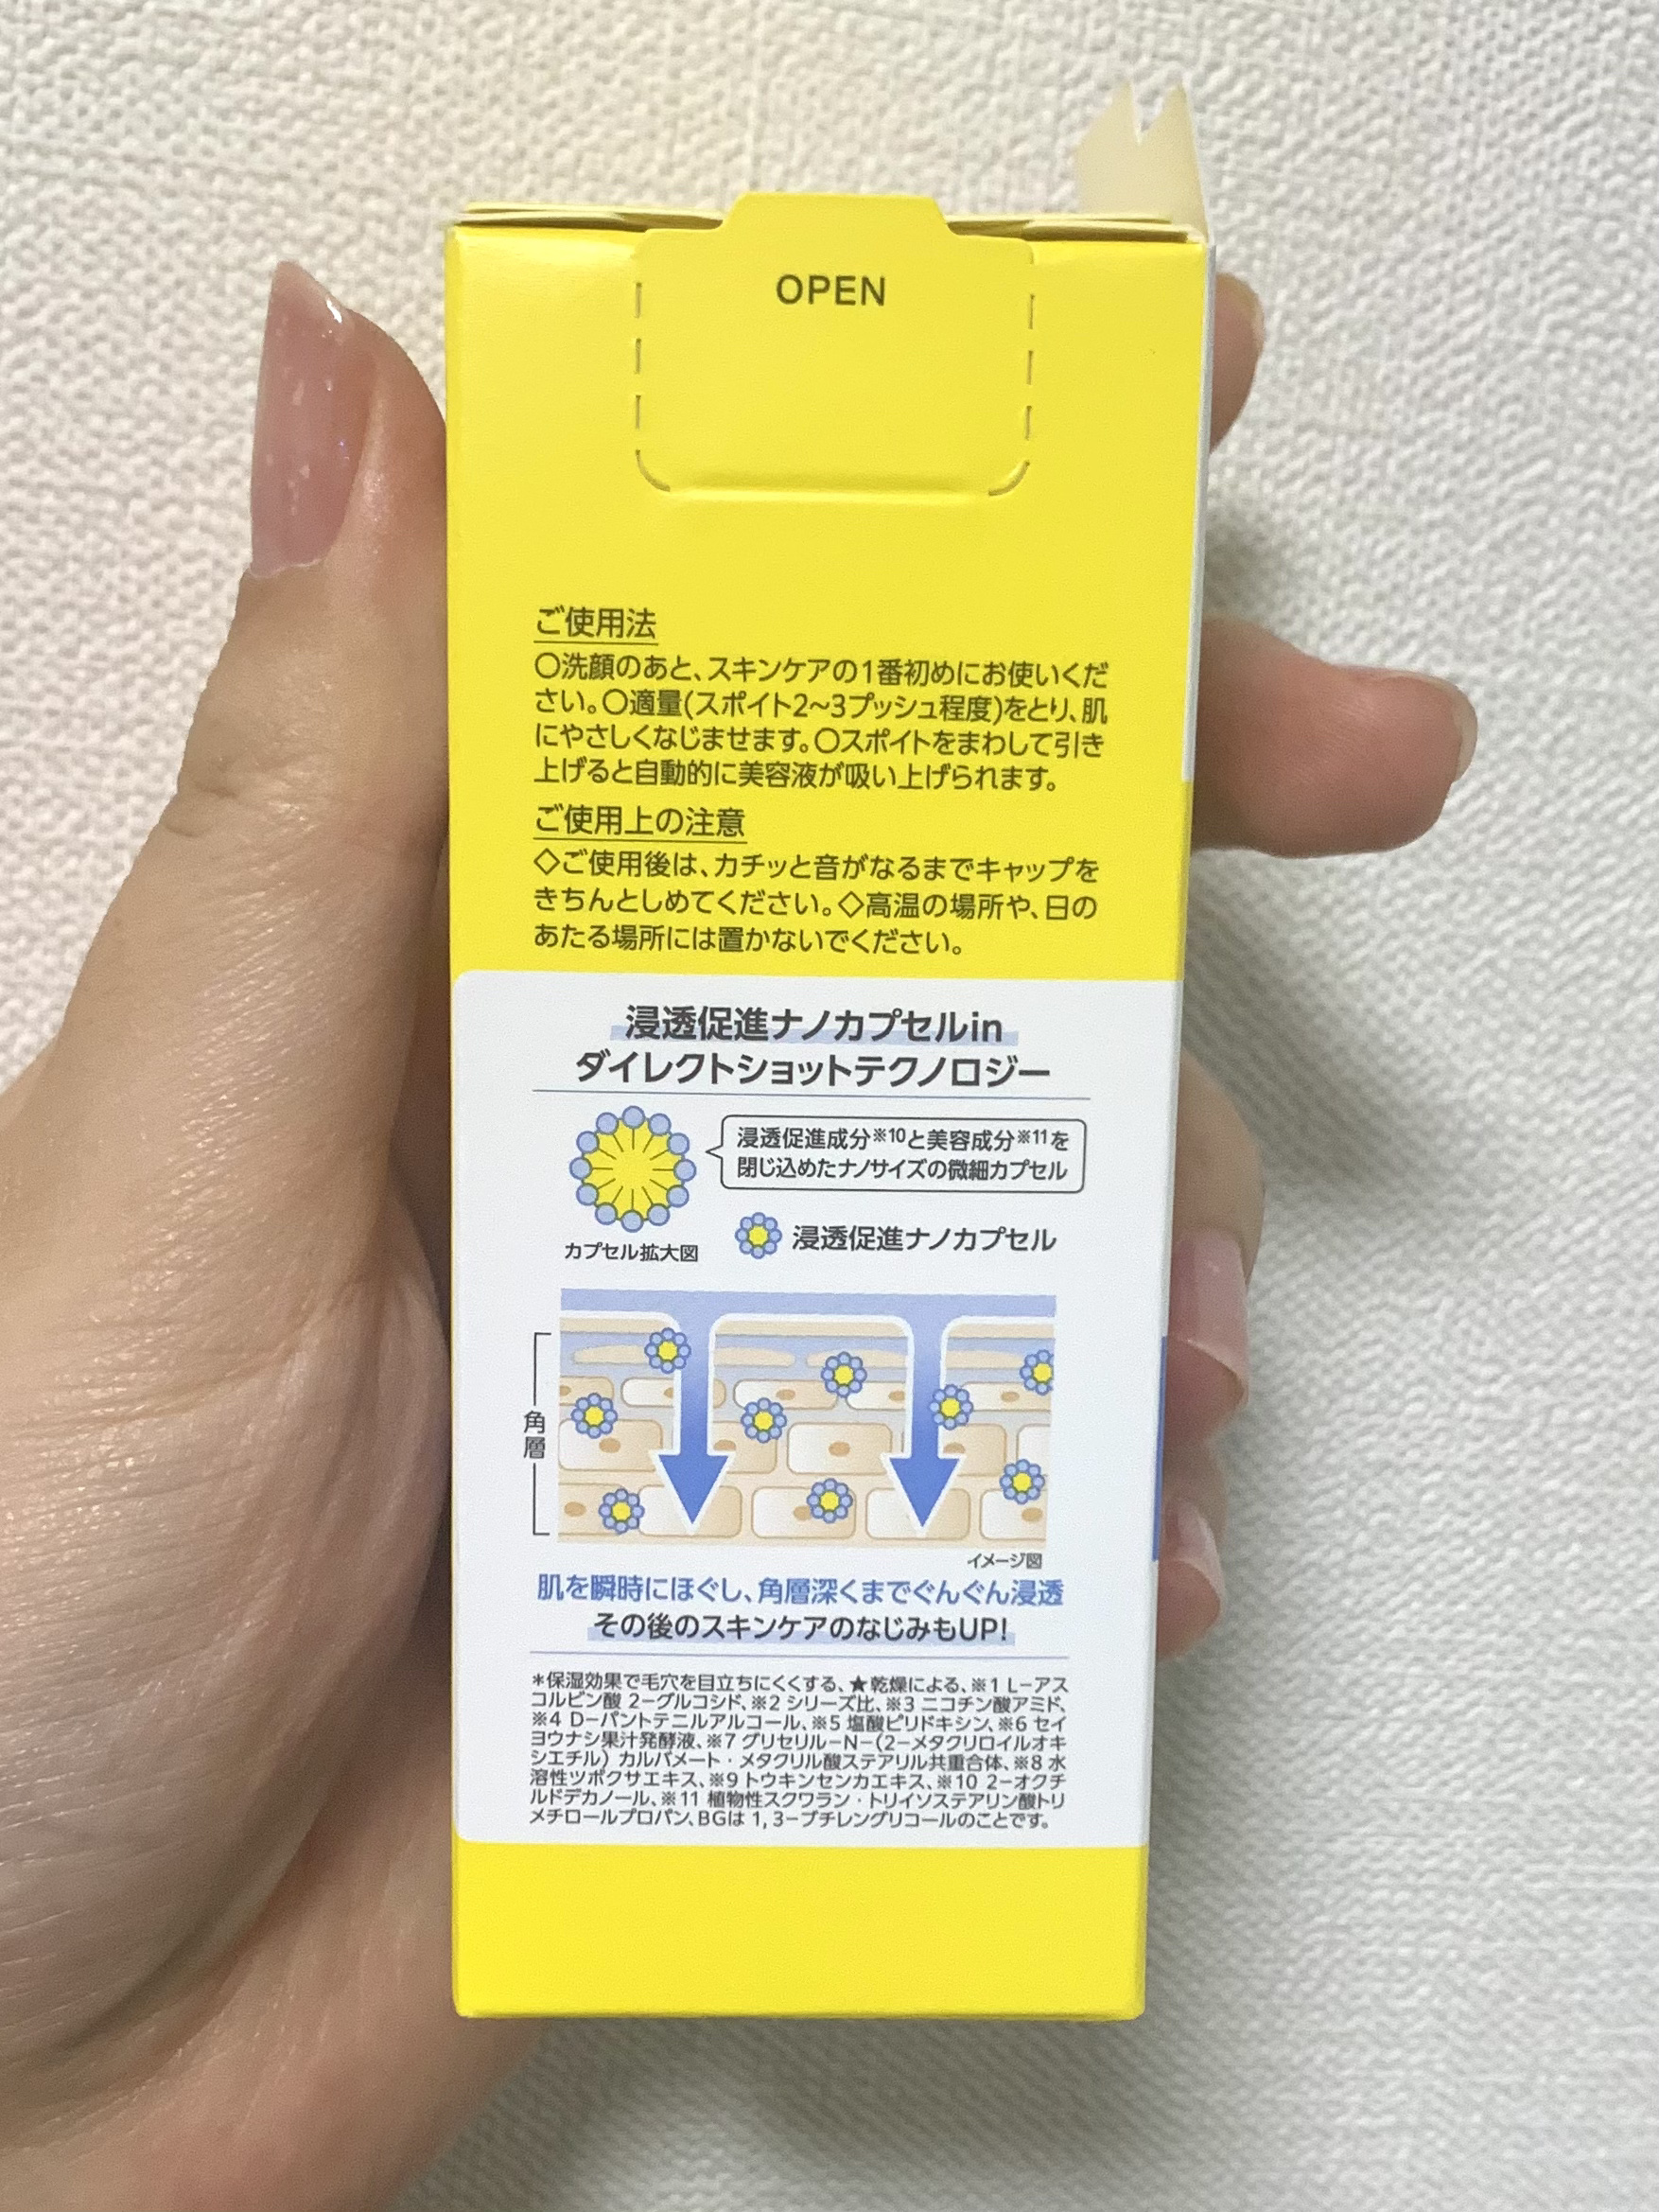 OPEN
ご使用法
〇洗顔のあと、スキンケアの1番初めにお使いくだ
さい。〇適量(スポイト2～3プッシュ程度)をとり、肌
にやさしくなじませます。〇スポイトをまわして引き
上げると自動的に美容液が吸い上げられます。
ご使用上の注意
◇ご使用後は、カチッと音がなるまでキャップを
きちんとしめてください。◇高温の場所や、日の
あたる場所には置かないでください。
浸透促進ナノカプセルin
ダイレクトショットテクノロジー
浸透促進成分※10と美容成分※11を
閉じ込めたナノサイズの微細カプセル
カプセル拡大図
浸透促進ナノカプセル
角層
イメージ図
肌を瞬時にほぐし、角層深くまでぐんぐん浸透
その後のスキンケアのなじみもUP!
*保湿効果で毛穴を目立ちにくくする、★乾燥による、※1 L−アス
コルビン酸 2−グルコシド、※2 シリーズ比、※3 ニコチン酸アミド、
※4 D−パントテニルアルコール、※5 塩酸ピリドキシン、※6 セイ
ヨウナシ果汁発酵液、※7 グリセリル−N−(2−メタクリロイルオキ
シエチル) カルバメート・メタクリル酸ステアリル共重合体、※8 水
溶性ツボクサエキス、※9 トウキンセンカエキス、※10 2−オクチ
ルドデカノール、※11 植物性スクワラン・トリイソステアリン酸トリ
メチロールプロパン、BGは 1, 3−ブチレングリコールのことです。